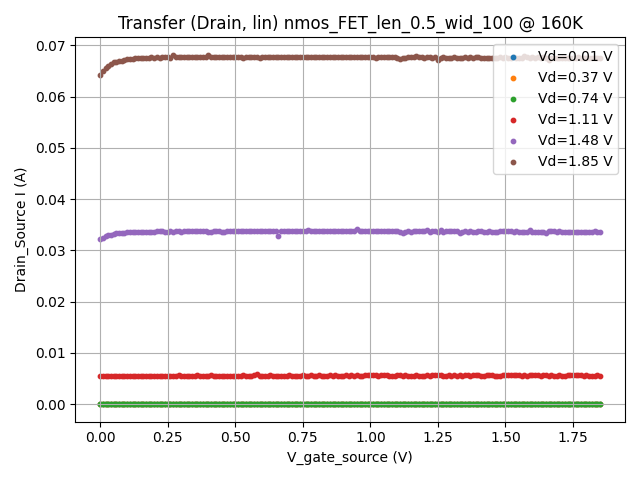 Transfer (Drain, lin) nmos_FET_len_0.5_wid_100 @ 160K
Drain_Source I (A)
0.07
0.06
0.05
0.04
0.03
0.02
0.01
0.00
Vd=0.01 V
Vd=0.37 V
Vd=0.74 V
Vd=1.11 V
Vd=1.48 V
Vd=1.85 V
0.00 0.25 0.50 0.75 1.00 1.25 1.50 1.75
V_gate_source (V)